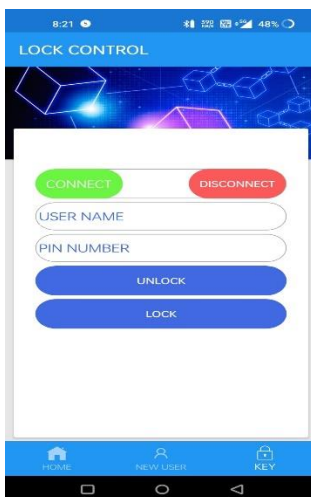 8:21 48%
LOCK CONTROL
CONNECT DISCONNECT
USER NAME
PIN NUMBER
UNLOCK
LOCK
HOME NEW USER KEY